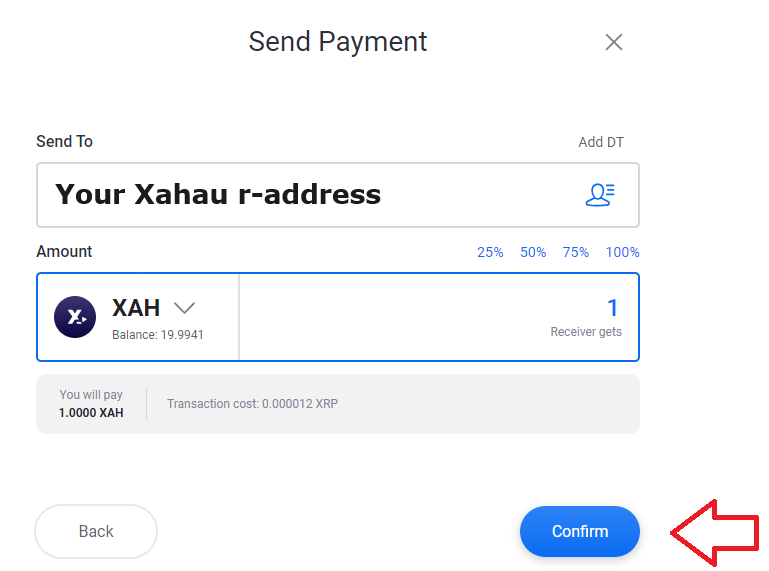 Send Payment
Send To
Add DT
Your Xahau r-address
Amount
25% 50% 75% 100%
XAH
Balance: 19.9941
1
Receiver gets
You will pay
1.0000 XAH
Transaction cost: 0.000012 XRP
Back
Confirm